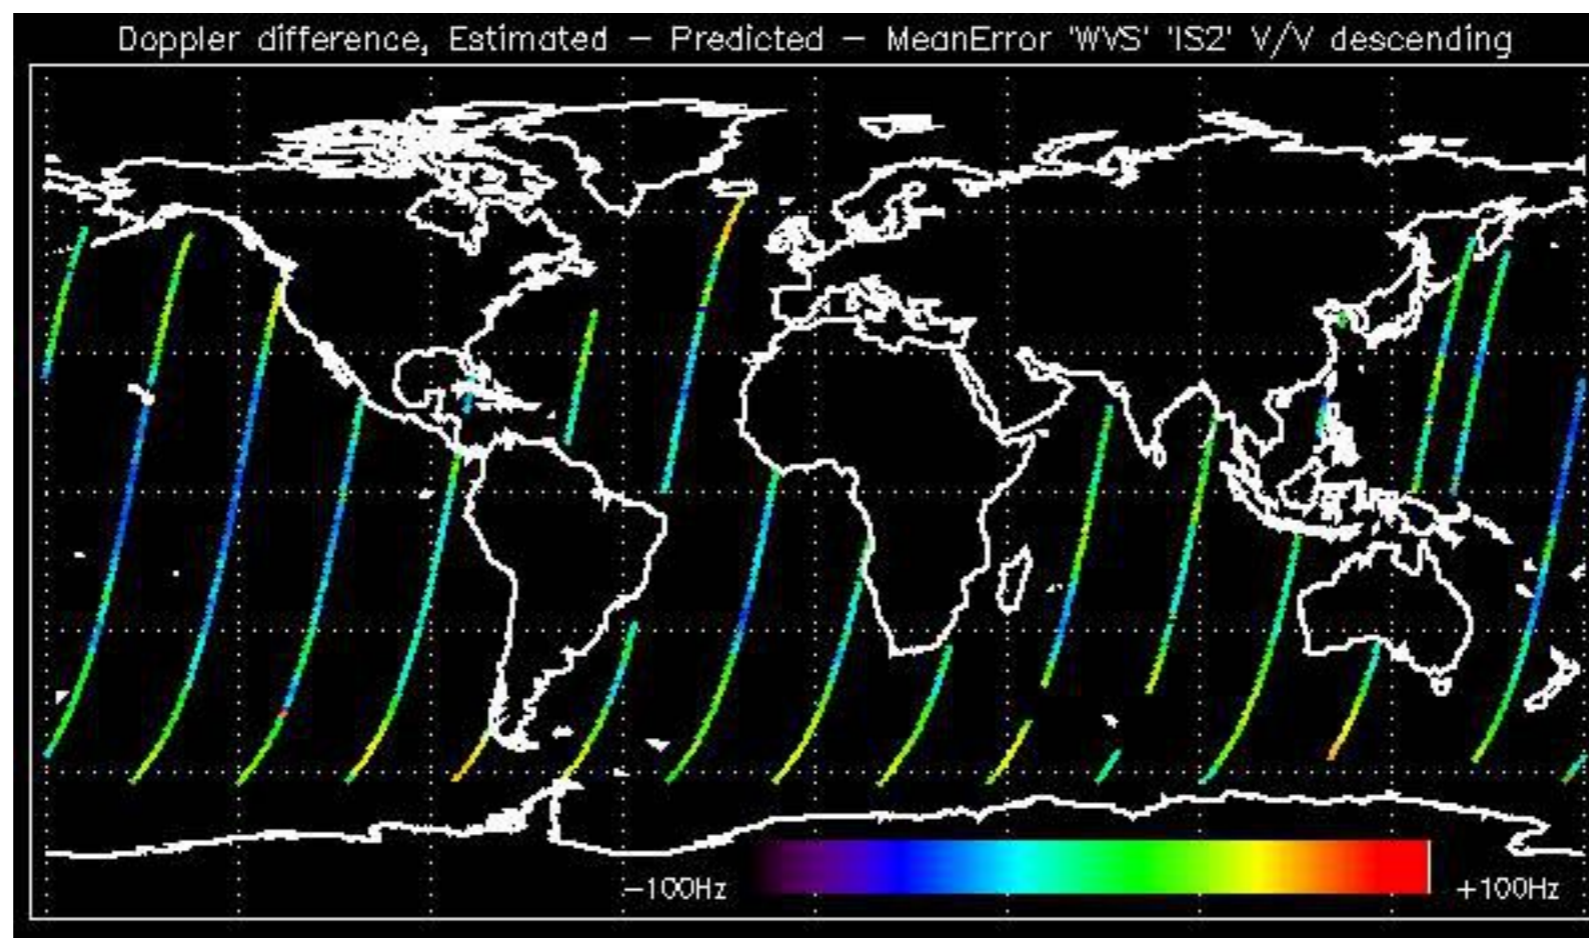 Doppler difference, Estimated − Predicted − MeanError 'WVS' 'IS2' V/V descending
−100Hz
+100Hz